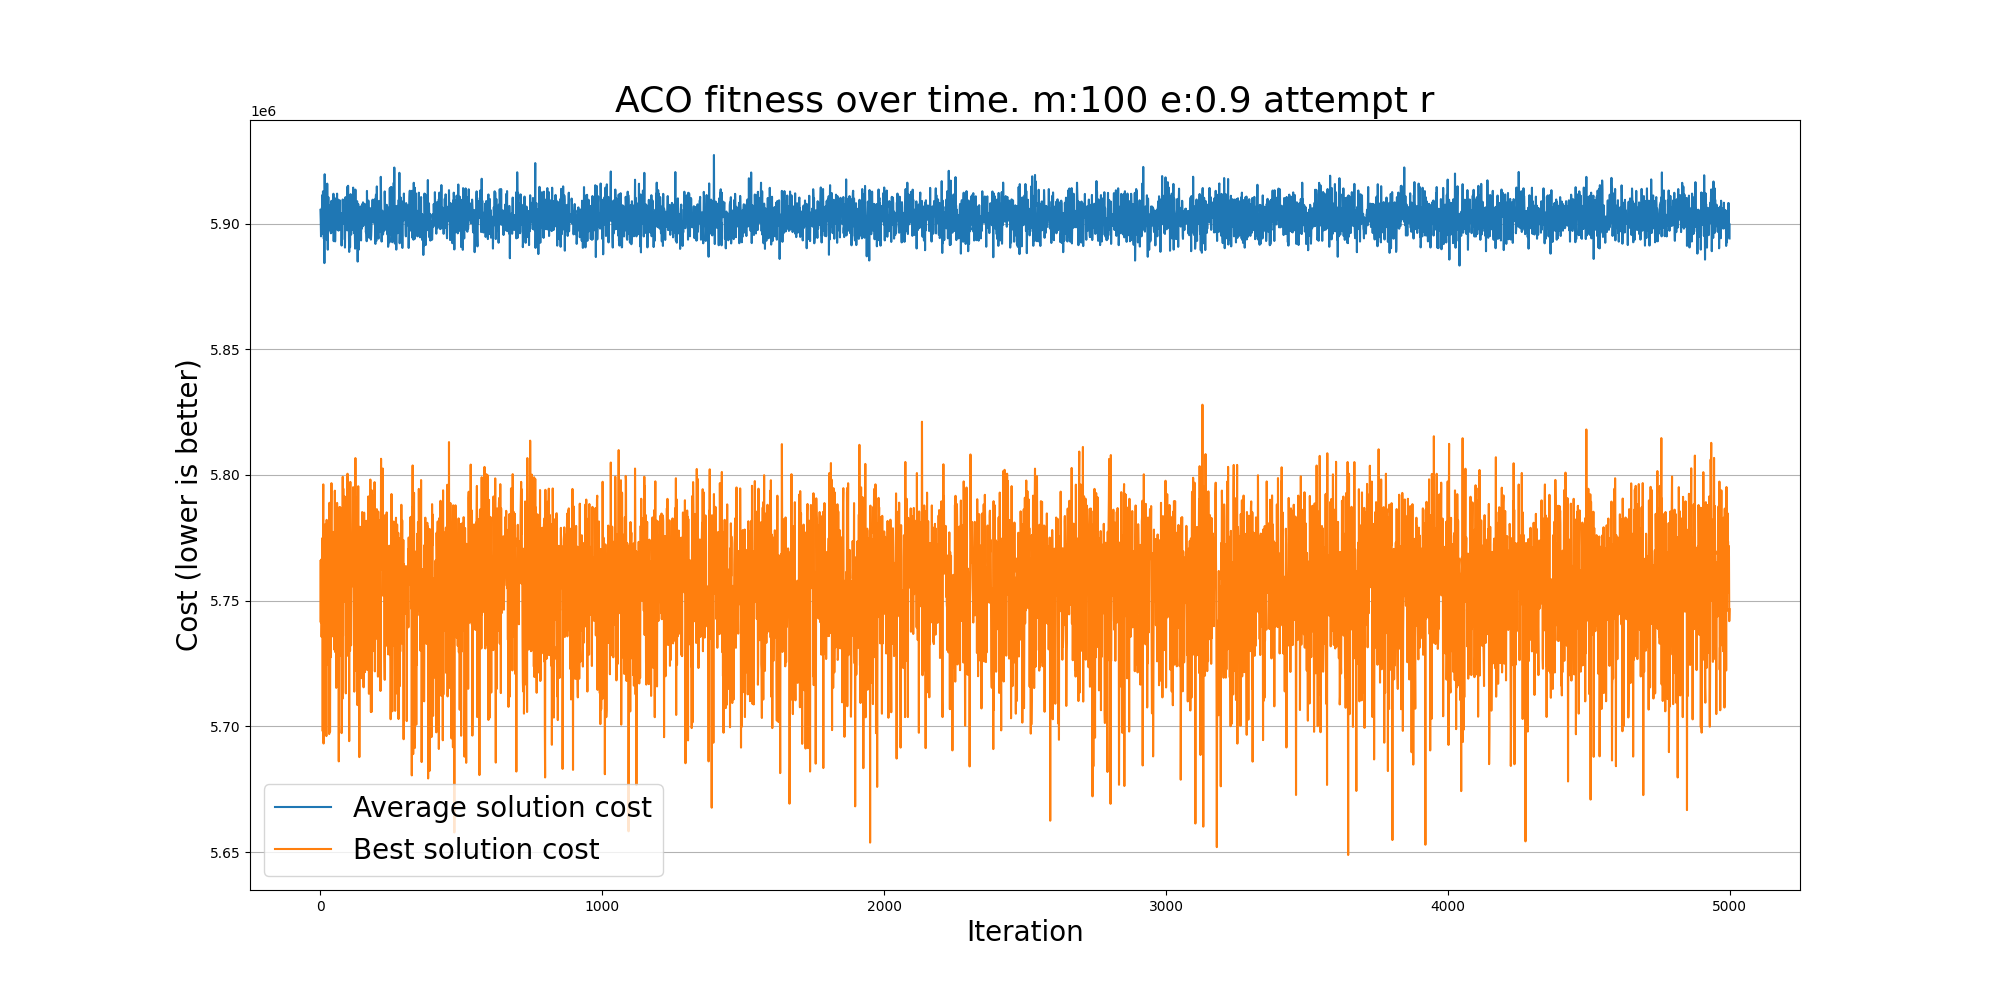 ACO fitness over time. m:100 e:0.9 attempt r
1e6
5.90
5.85
5.80
5.75
5.70
5.65
Cost (lower is better)
Average solution cost
Best solution cost
0 1000 2000 3000 4000 5000
Iteration